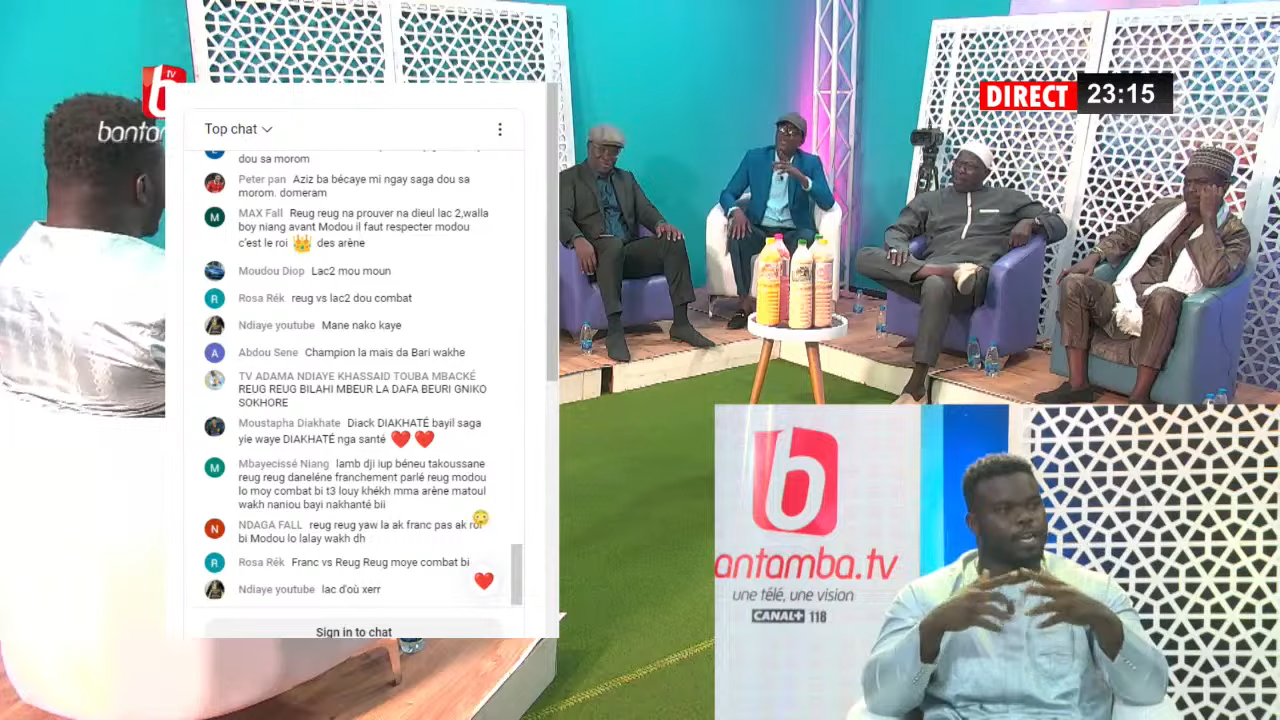 tv
b
bantam
DIRECT 23:15
Top chat
dou sa morom
Peter pan Aziz ba bécaye mi ngay saga dou sa
morom. domeram
MAX Fall Reug reug na prouver na dieul lac 2,walla
boy niang avant Modou il faut respecter modou
c'est le roi 👑 des arène
Moudou Diop Lac2 mou moun
R Rosa Rék reug vs lac2 dou combat
Ndiaye youtube Mane nako kaye
A Abdou Sene Champion la mais da Bari wakhe
TV ADAMA NDIAYE KHASSAID TOUBA MBACKÉ
REUG REUG BILAHI MBEUR LA DAFA BEURI GNIKO
SOKHORE
Moustapha Diakhate Diack DIAKHATÉ bayil saga
yie waye DIAKHATÉ nga santé ❤️ ❤️
M Mbayecissé Niang lamb dji iup béneu takoussane
reug reug daneléne franchement parlé reug modou
lo moy combat bi t3 louy khékh mma arène matoul
wakh naniou bayi nakhanté bii
N NDAGA FALL reug reug yaw la ak franc pas ak roi
bi Modou lo lalay wakh dh
R Rosa Rék Franc vs Reug Reug moye combat bi
Ndiaye youtube lac d'où xerr
Sign in to chat
b
antamba.tv
une télé, une vision
CANAL+ 118